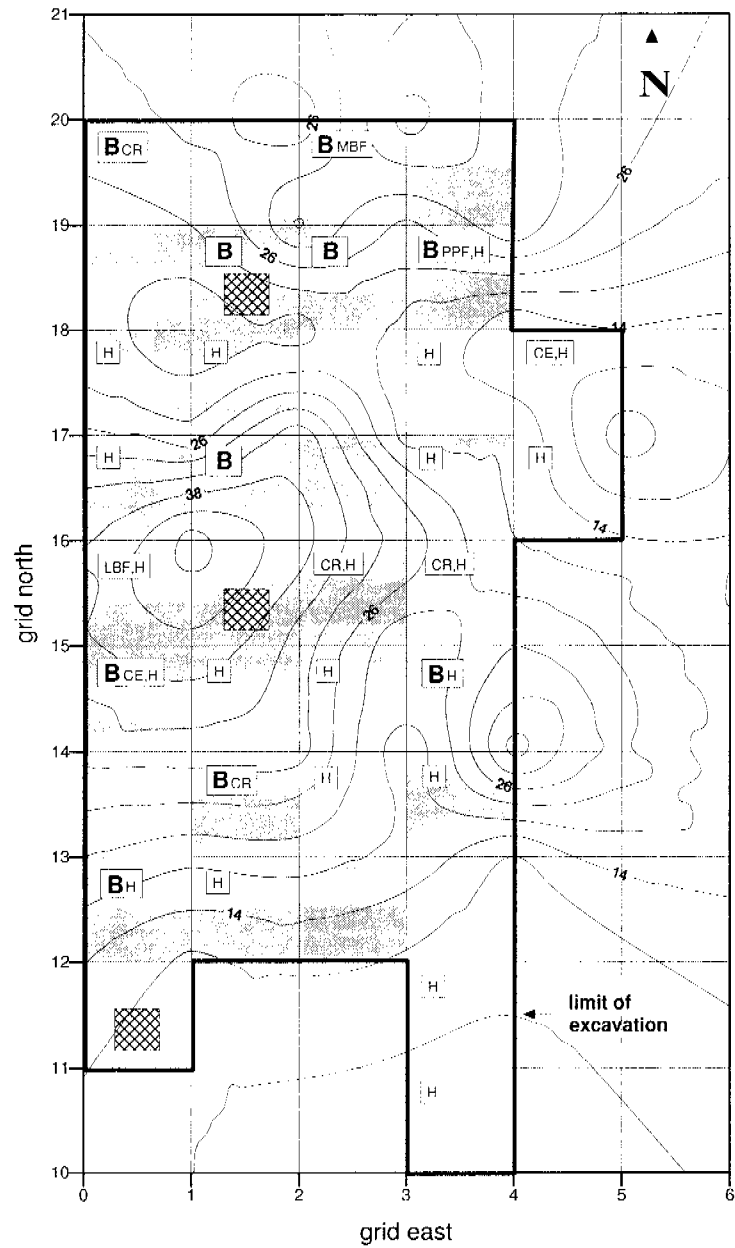 21
N
20
26
B CR
B MBF
26
19
B
B
B PPF,H
26
18
14
H
H
H
CE,H
17
26
H
B
H
H
38
14
16
LBF,H
CR,H
CR,H
26
15
B CE,H
H
H
B H
14
B CR
H
H
26
13
B H
H
14
14
12
H
limit of
excavation
11
H
10
0
1
2
3
4
5
6
grid east
grid north